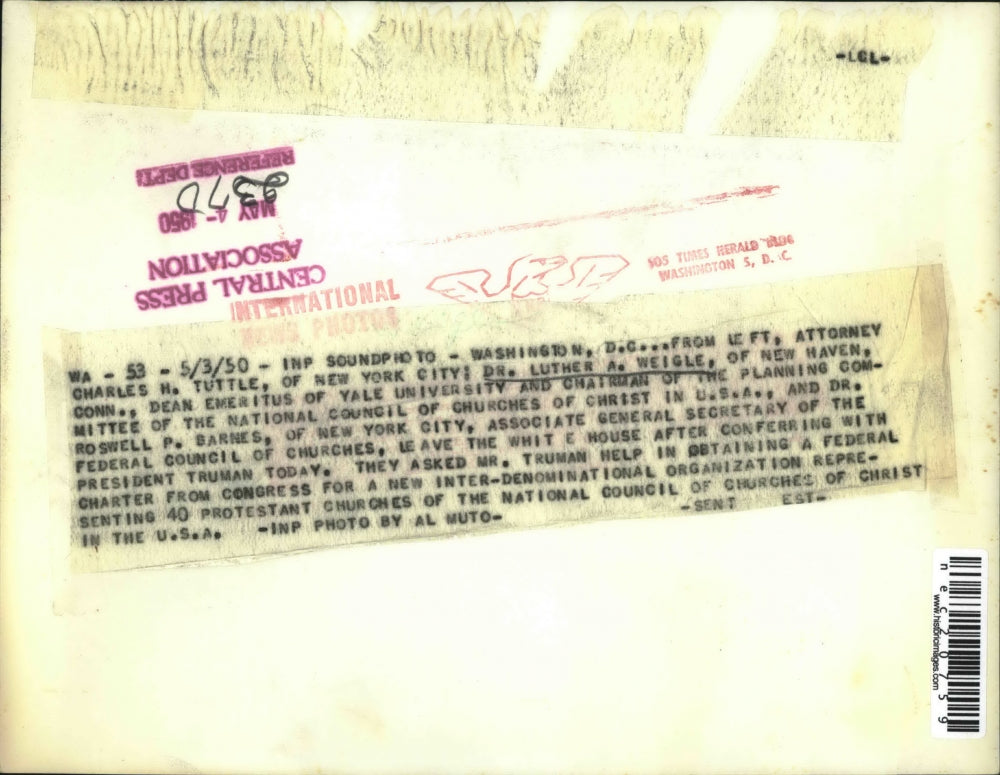 -LGL-
REFERENCE DEPT.
237D
MAY 4 - 1950
CENTRAL PRESS
ASSOCIATION
INTERNATIONAL
NEWS PHOTOS
505 TIMES HERALD BLDG
WASHINGTON 5, D. C.
WA - 53 - 5/3/50 - INP SOUNDPHOTO - WASHINGTON, D.C...FROM LEFT, ATTORNEY
CHARLES H. TUTTLE, OF NEW YORK CITY; DR. LUTHER A. WEIGLE, OF NEW HAVEN,
CONN., DEAN EMERITUS OF YALE UNIVERSITY AND CHAIRMAN OF THE PLANNING COM-
MITTEE OF THE NATIONAL COUNCIL OF CHURCHES OF CHRIST IN U.S.A., AND DR.
ROSWELL P. BARNES, OF NEW YORK CITY, ASSOCIATE GENERAL SECRETARY OF THE
FEDERAL COUNCIL OF CHURCHES, LEAVE THE WHITE HOUSE AFTER CONFERRING WITH
PRESIDENT TRUMAN TODAY. THEY ASKED MR. TRUMAN HELP IN OBTAINING A FEDERAL
CHARTER FROM CONGRESS FOR A NEW INTER-DENOMINATIONAL ORGANIZATION REPRE-
SENTING 40 PROTESTANT CHURCHES OF THE NATIONAL COUNCIL OF CHURCHES OF CHRIST
IN THE U.S.A. -INP PHOTO BY AL MUTO- -SENT EST-
nec20759
www.historicimages.com